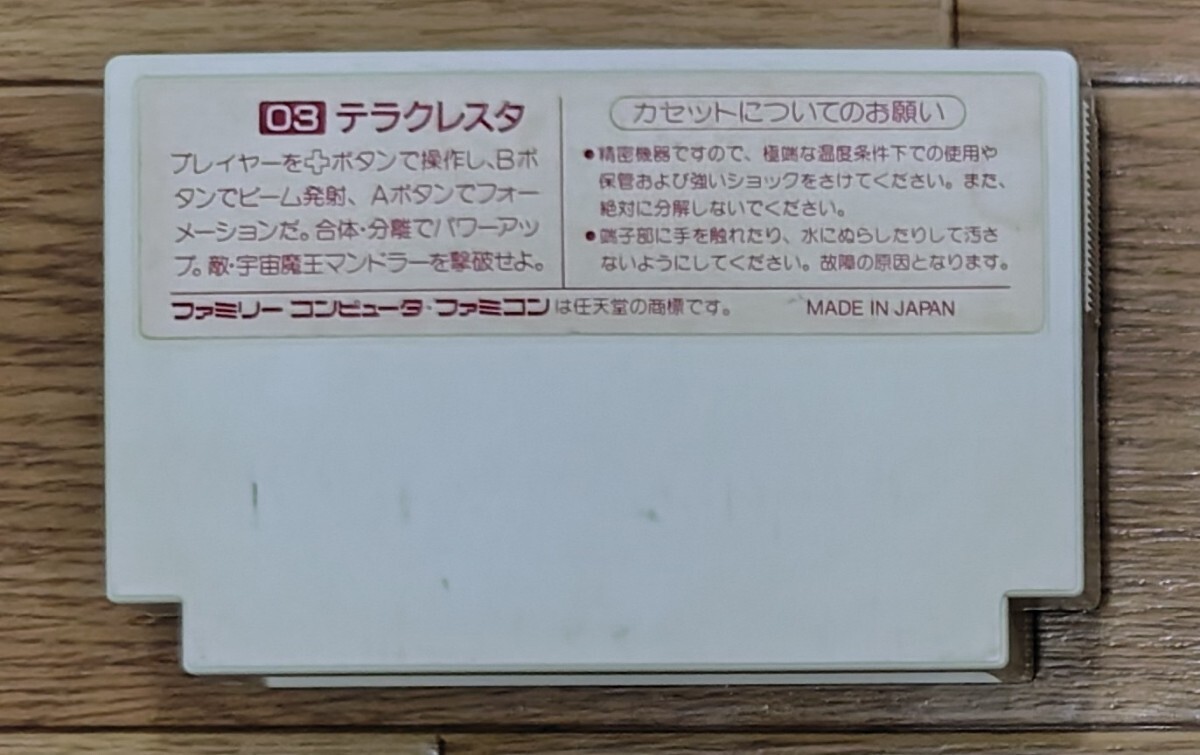 03 テラクレスタ
プレイヤーを✚ボタンで操作し、Bボ
タンでビーム発射、Aボタンでフォー
メーションだ。合体・分離でパワーアッ
プ。敵・宇宙魔王マンドラーを撃破せよ。
カセットについてのお願い
●精密機器ですので、極端な温度条件下での使用や
保管および強いショックをさけてください。また、
絶対に分解しないでください。
●端子部に手を触れたり、水にぬらしたりして汚さ
ないようにしてください。故障の原因となります。
ファミリーコンピュータ・ファミコンは任天堂の商標です。
MADE IN JAPAN